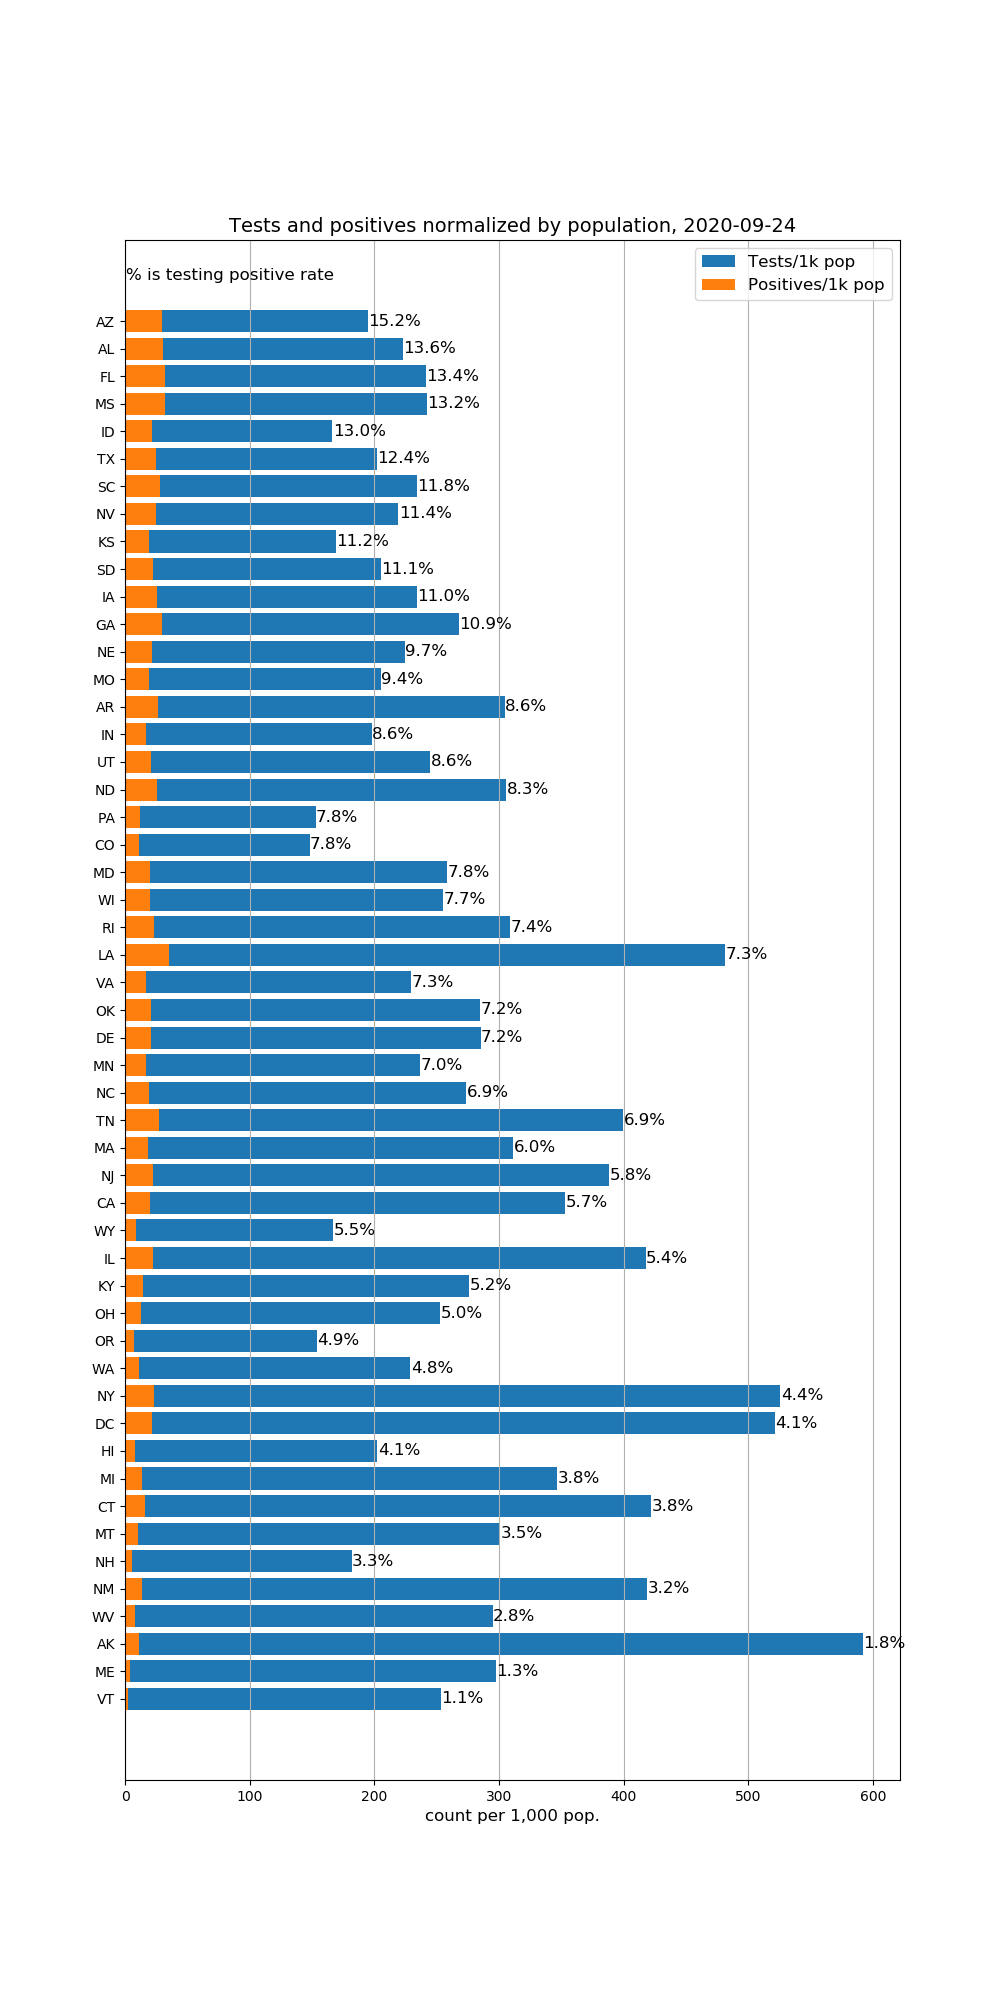 Tests and positives normalized by population, 2020-09-24
% is testing positive rate
Tests/1k pop
Positives/1k pop
AZ 15.2%
AL 13.6%
FL 13.4%
MS 13.2%
ID 13.0%
TX 12.4%
SC 11.8%
NV 11.4%
KS 11.2%
SD 11.1%
IA 11.0%
GA 10.9%
NE 9.7%
MO 9.4%
AR 8.6%
IN 8.6%
UT 8.6%
ND 8.3%
PA 7.8%
CO 7.8%
MD 7.8%
WI 7.7%
RI 7.4%
LA 7.3%
VA 7.3%
OK 7.2%
DE 7.2%
MN 7.0%
NC 6.9%
TN 6.9%
MA 6.0%
NJ 5.8%
CA 5.7%
WY 5.5%
IL 5.4%
KY 5.2%
OH 5.0%
OR 4.9%
WA 4.8%
NY 4.4%
DC 4.1%
HI 4.1%
MI 3.8%
CT 3.8%
MT 3.5%
NH 3.3%
NM 3.2%
WV 2.8%
AK 1.8%
ME 1.3%
VT 1.1%
0 100 200 300 400 500 600
count per 1,000 pop.